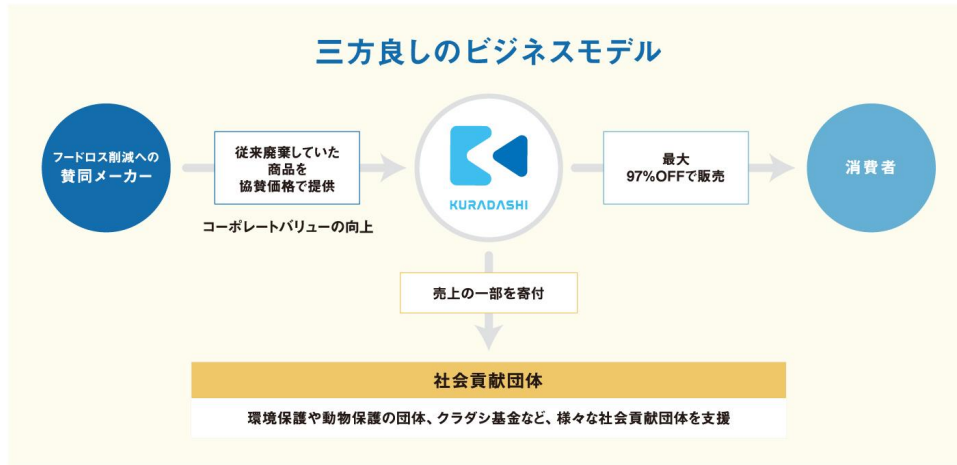 三方良しのビジネスモデル
フードロス削減への
賛同メーカー
従来廃棄していた
商品を
協賛価格で提供
コーポレートバリューの向上
KURADASHI
最大
97%OFFで販売
消費者
売上の一部を寄付
社会貢献団体
環境保護や動物保護の団体、クラダシ基金など、様々な社会貢献団体を支援